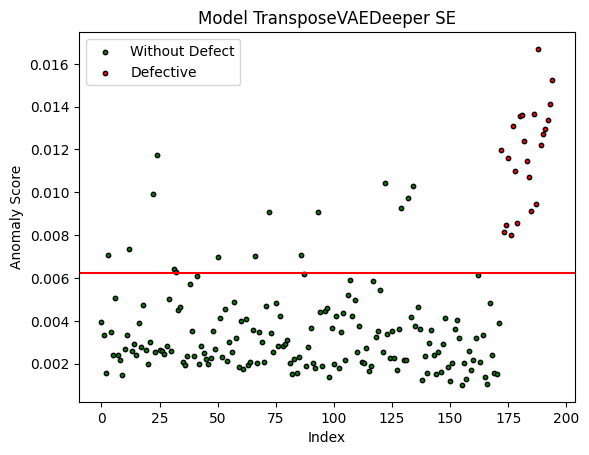 Model TransposeVAEDeeper SE
Without Defect
Defective
0.016
0.014
0.012
0.010
0.008
0.006
0.004
0.002
Anomaly Score
0 25 50 75 100 125 150 175 200
Index